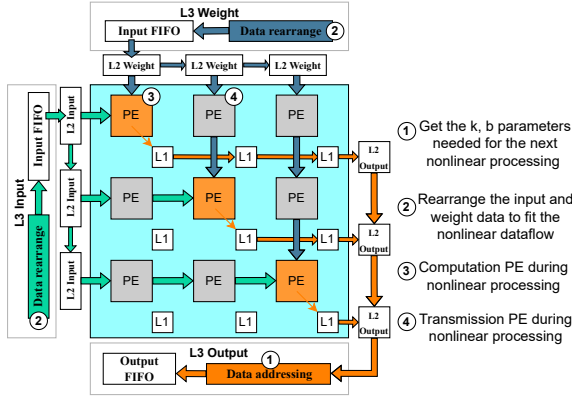 L3 Weight
Input FIFO
Data rearrange
2
L2 Weight
L2 Weight
L2 Weight
L3 Input
Input FIFO
Data rearrange
2
L2 Input
L2 Input
L2 Input
3
4
PE
PE
PE
L1
L1
L1
L2
Output
PE
PE
PE
L1
L1
L1
L2
Output
PE
PE
PE
L1
L1
L1
L2
Output
L3 Output
1
Output
FIFO
Data addressing
1 Get the k, b parameters
needed for the next
nonlinear processing
2 Rearrange the input and
weight data to fit the
nonlinear dataflow
3 Computation PE during
nonlinear processing
4 Transmission PE during
nonlinear processing